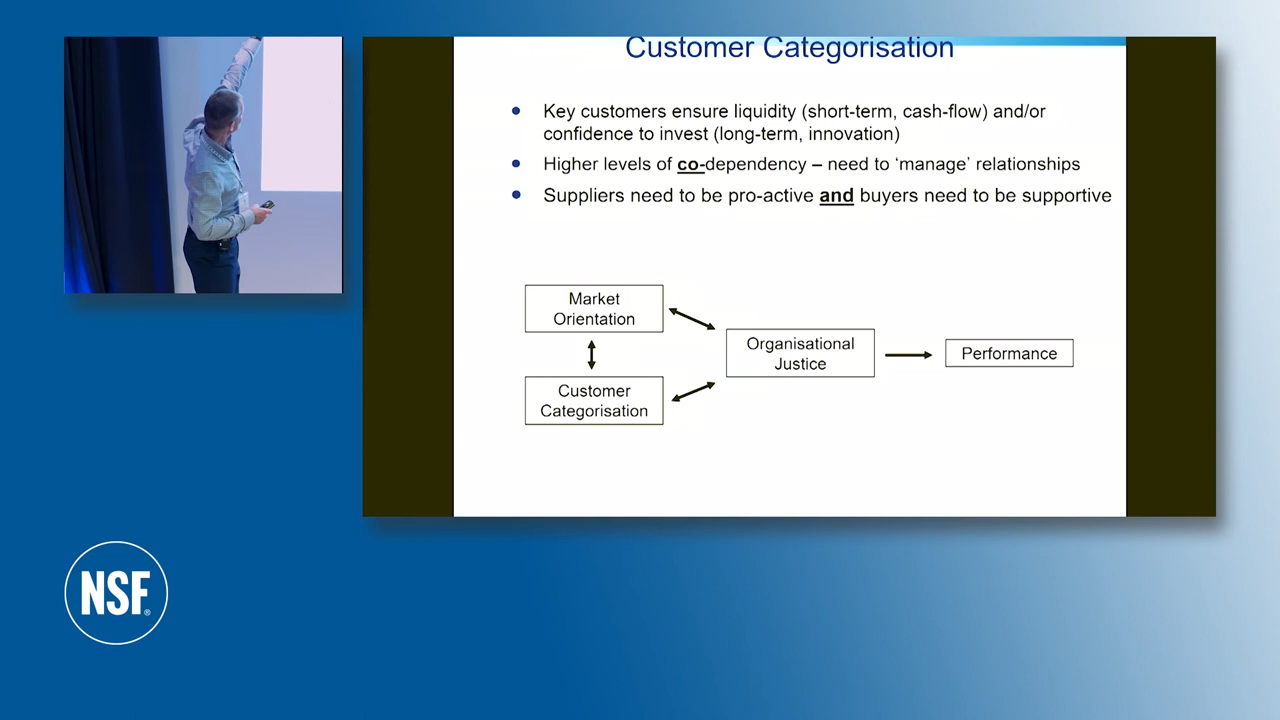 Customer Categorisation
• Key customers ensure liquidity (short-term, cash-flow) and/or
confidence to invest (long-term, innovation)
• Higher levels of co-dependency – need to ‘manage’ relationships
• Suppliers need to be pro-active and buyers need to be supportive
Market
Orientation
Customer
Categorisation
Organisational
Justice
Performance
NSF®